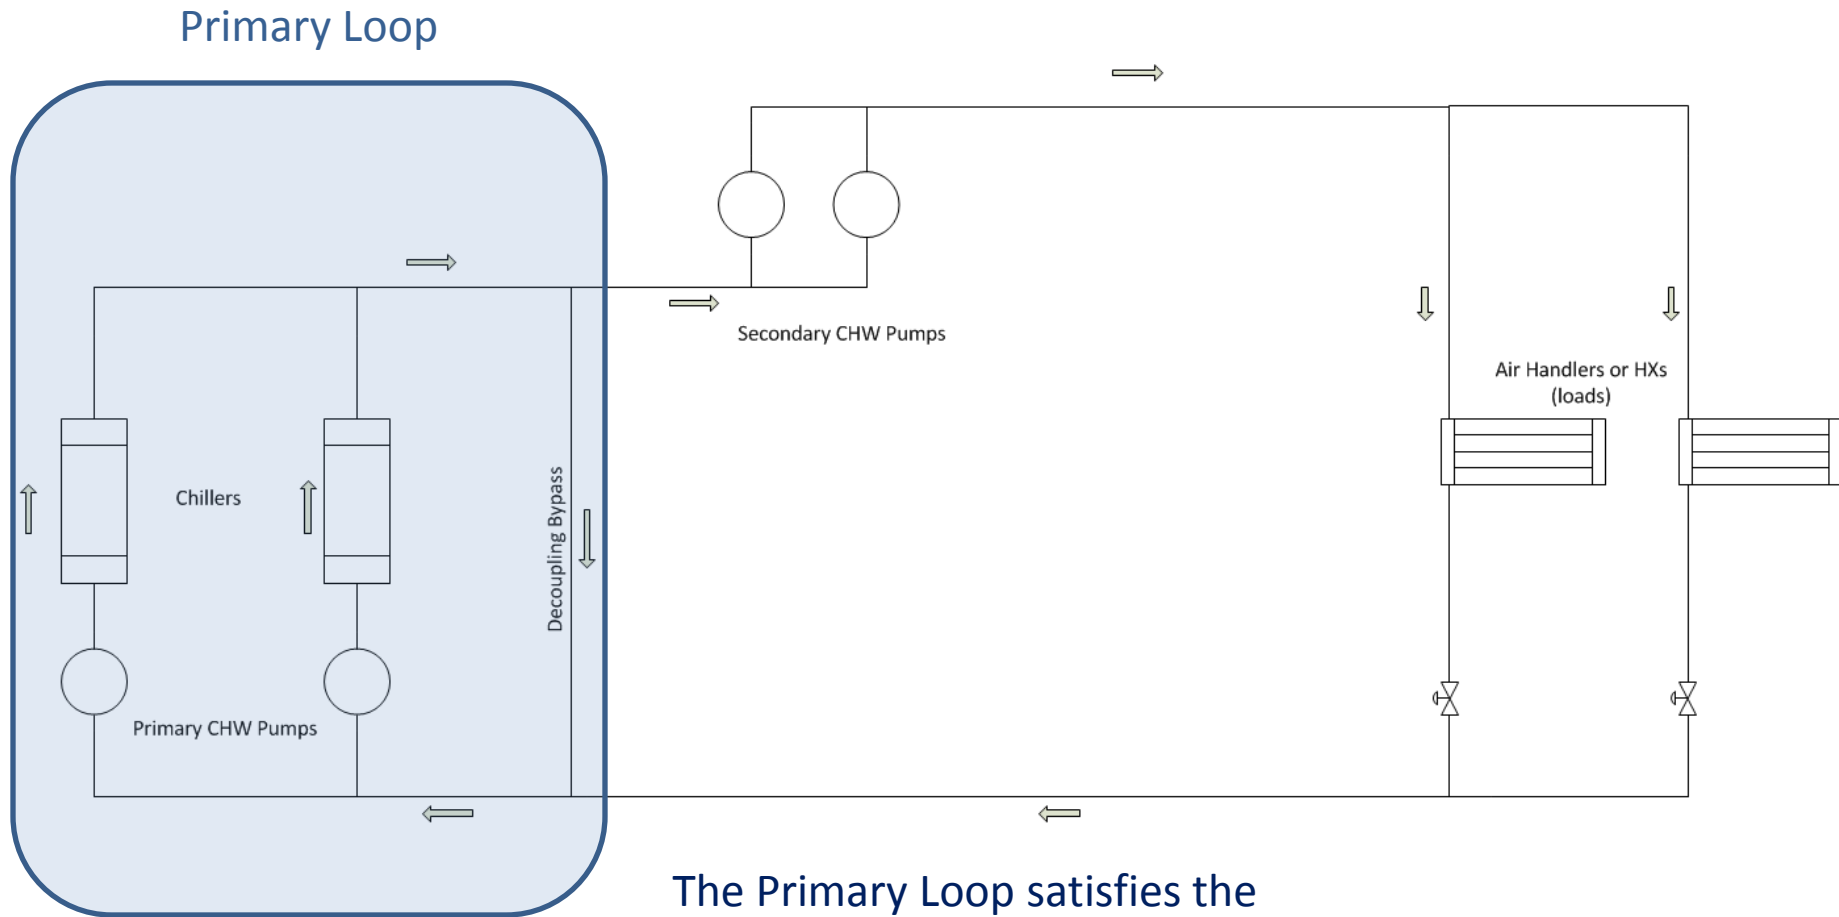 Primary Loop
Secondary CHW Pumps
Air Handlers or HXs
(loads)
Chillers
Decoupling Bypass
Primary CHW Pumps
The Primary Loop satisfies the